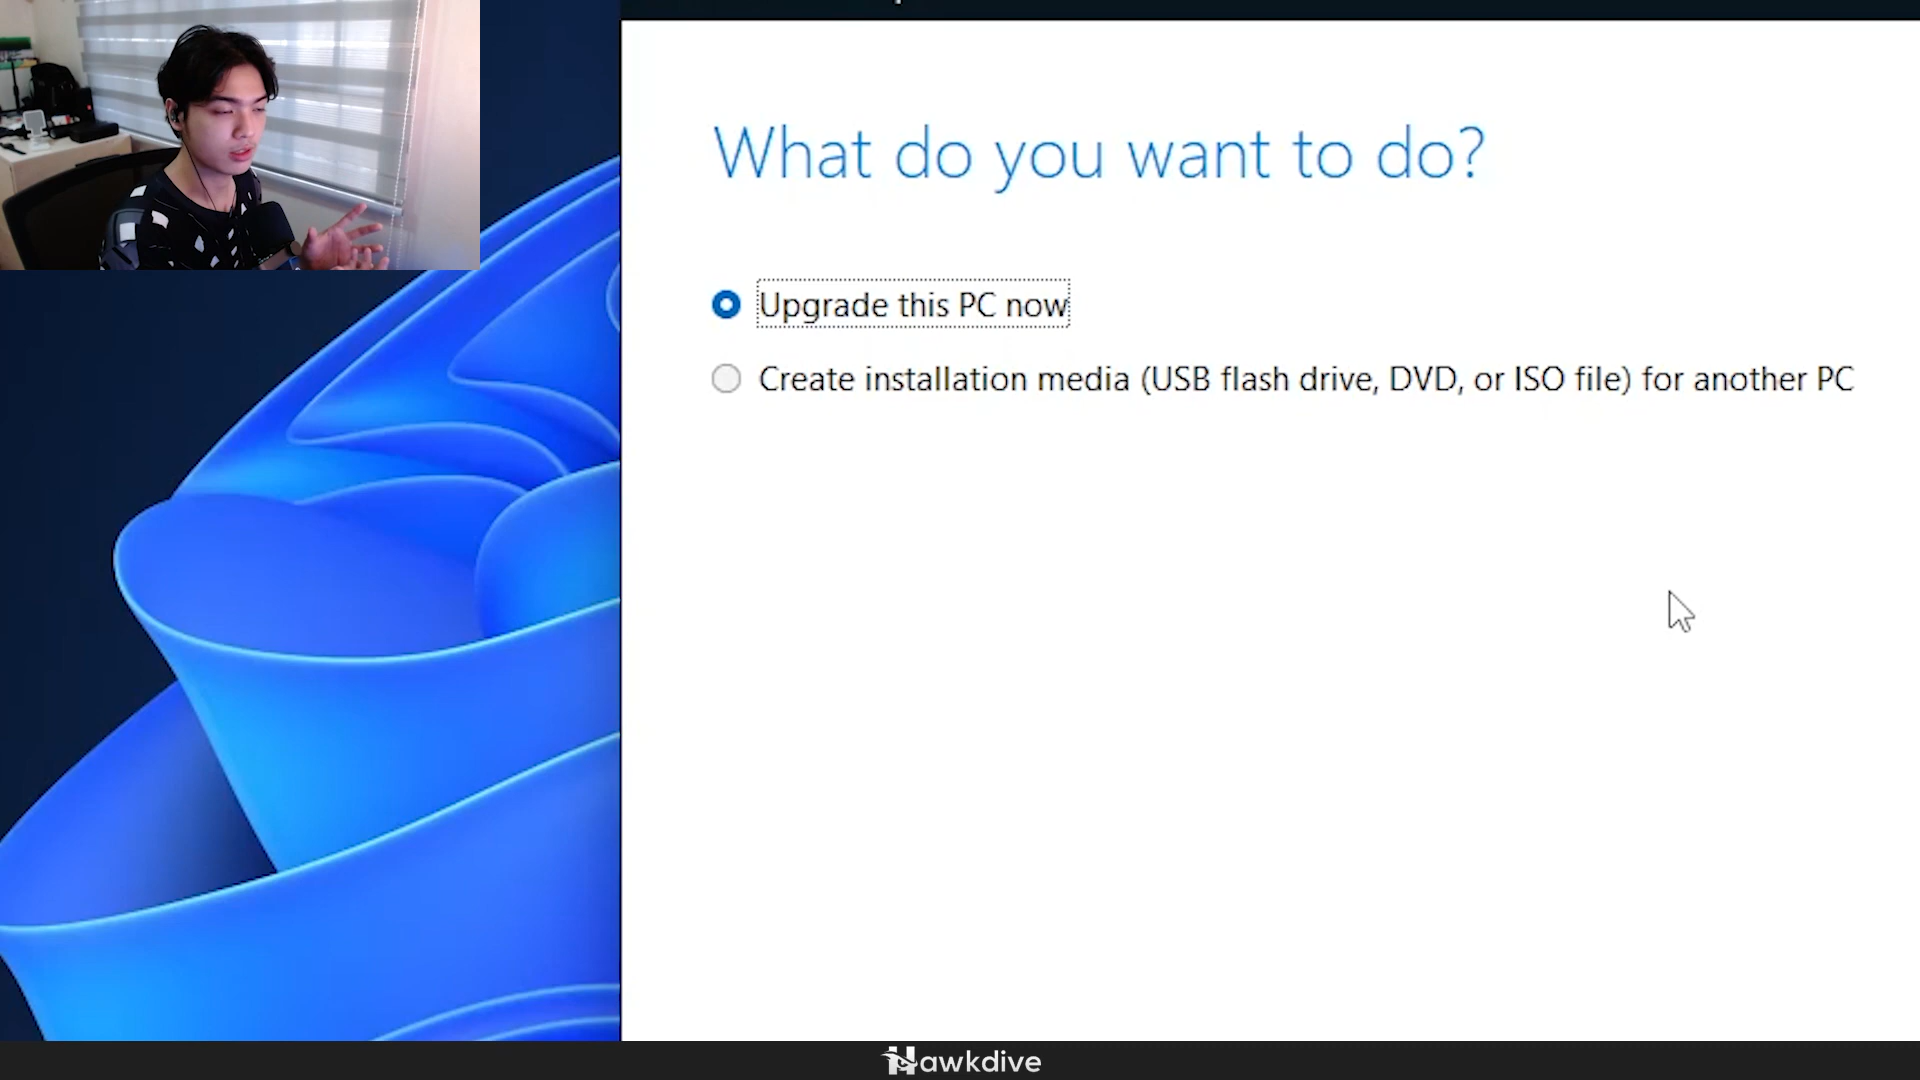 What do you want to do?
Upgrade this PC now
Create installation media (USB flash drive, DVD, or ISO file) for another PC
Hawkdive